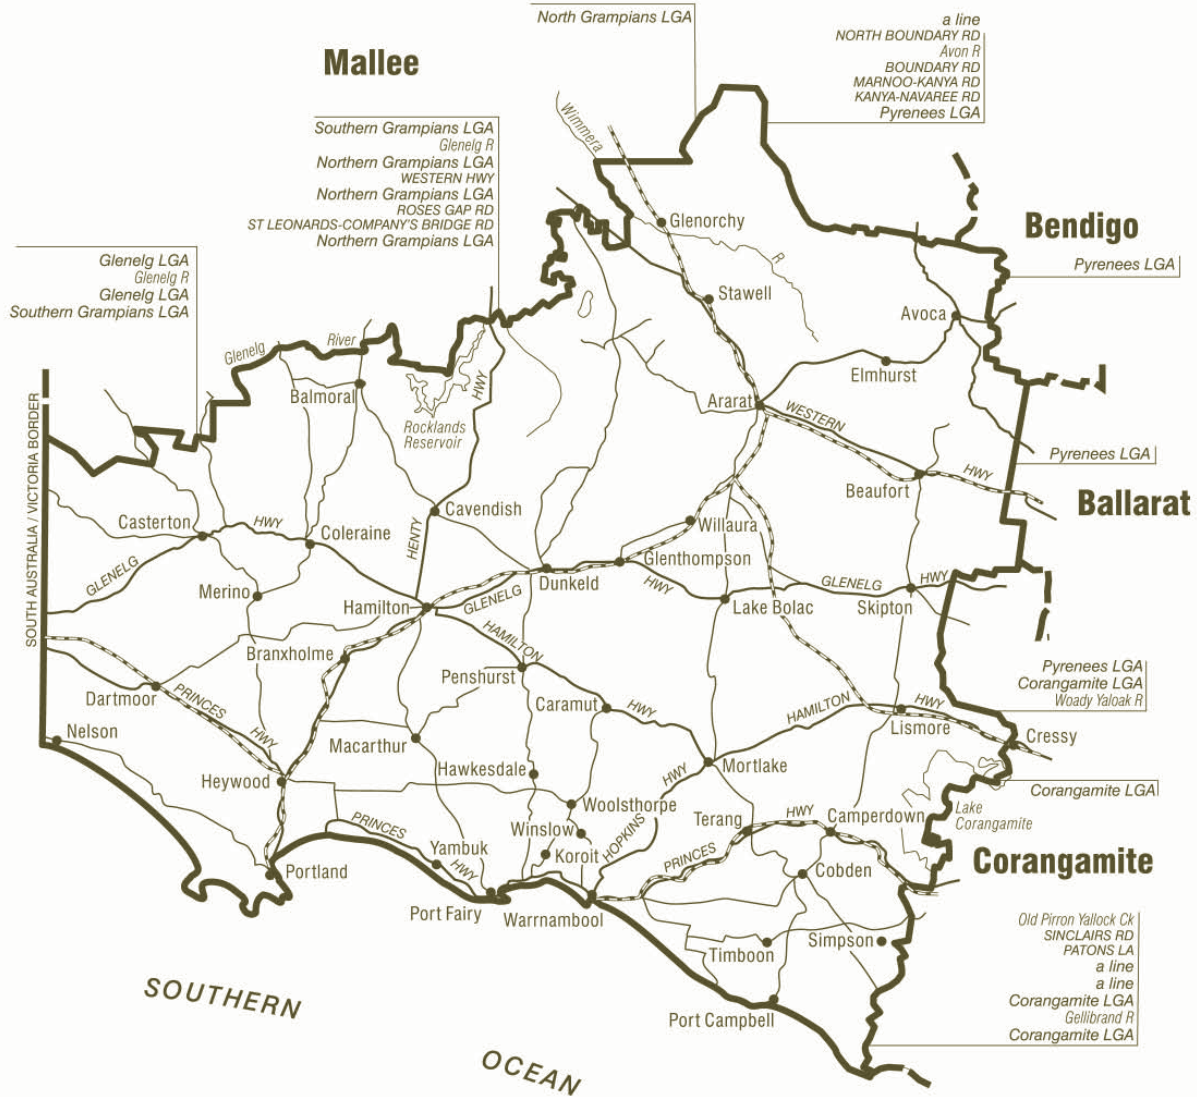 North Grampians LGA
a line
NORTH BOUNDARY RD
Avon R
BOUNDARY RD
MARNOO-KANYA RD
KANYA-NAVAREE RD
Pyrenees LGA
Mallee
Southern Grampians LGA
Glenelg R
Northern Grampians LGA
WESTERN HWY
Northern Grampians LGA
ROSES GAP RD
ST LEONARDS-COMPANY'S BRIDGE RD
Northern Grampians LGA
Wimmera
R
Glenorchy
Bendigo
Pyrenees LGA
Glenelg LGA
Glenelg R
Glenelg LGA
Southern Grampians LGA
Stawell
Avoca
Glenelg
River
Elmhurst
Balmoral
HWY
Ararat
WESTERN
HWY
Rocklands
Reservoir
Pyrenees LGA
Beaufort
Ballarat
SOUTH AUSTRALIA / VICTORIA BORDER
Casterton
HWY
Coleraine
Cavendish
HENTY
Willaura
Glenthompson
GLENELG
Merino
Hamilton
GLENELG
Dunkeld
HWY
Lake Bolac
GLENELG
HWY
Skipton
HAMILTON
Branxholme
Penshurst
Pyrenees LGA
Corangamite LGA
Woady Yaloak R
Dartmoor
PRINCES
HWY
Caramut
HWY
HAMILTON
HWY
Lismore
Cressy
Nelson
Macarthur
Heywood
Hawkesdale
HWY
Mortlake
Corangamite LGA
Woolsthorpe
Terang
HWY
Camperdown
Lake
Corangamite
PRINCES
HWY
Yambuk
Winslow
HOPKINS
Koroit
PRINCES
Cobden
Corangamite
Portland
Port Fairy
Warrnambool
Timboon
Simpson
Old Pirron Yallock Ck
SINCLAIRS RD
PATONS LA
a line
a line
Corangamite LGA
Gellibrand R
Corangamite LGA
Port Campbell
SOUTHERN
OCEAN